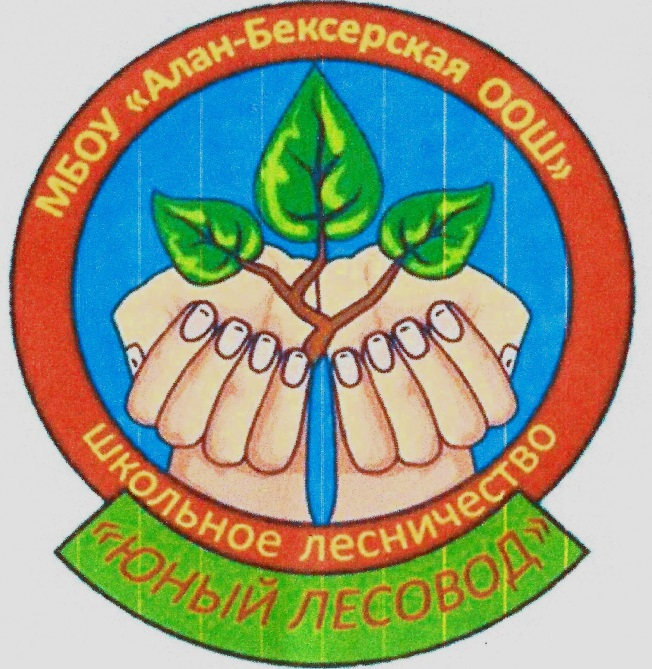 МБОУ «Алан-Бексерская ООШ»
школьное лесничество
«ЮНЫЙ ЛЕСОВОД»